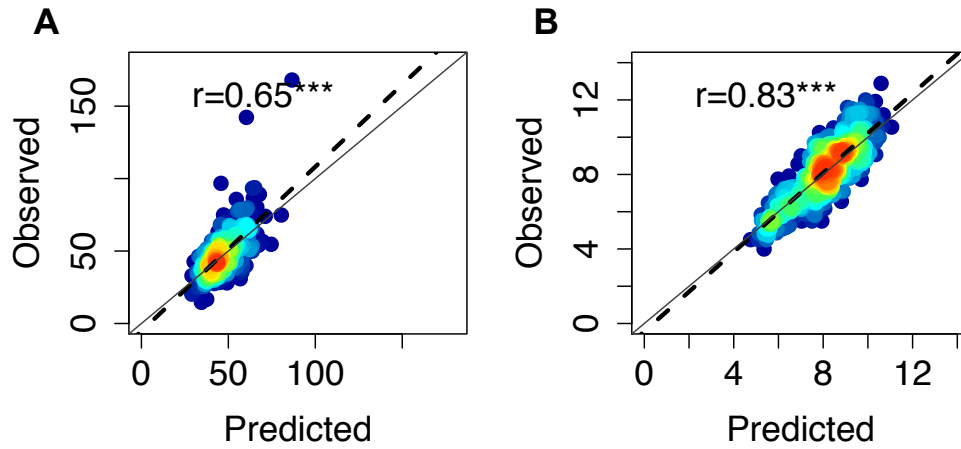 A
r=0.65***
Observed
0
50
150
0
50
100
Predicted
B
r=0.83***
Observed
0
4
8
12
0
4
8
12
Predicted